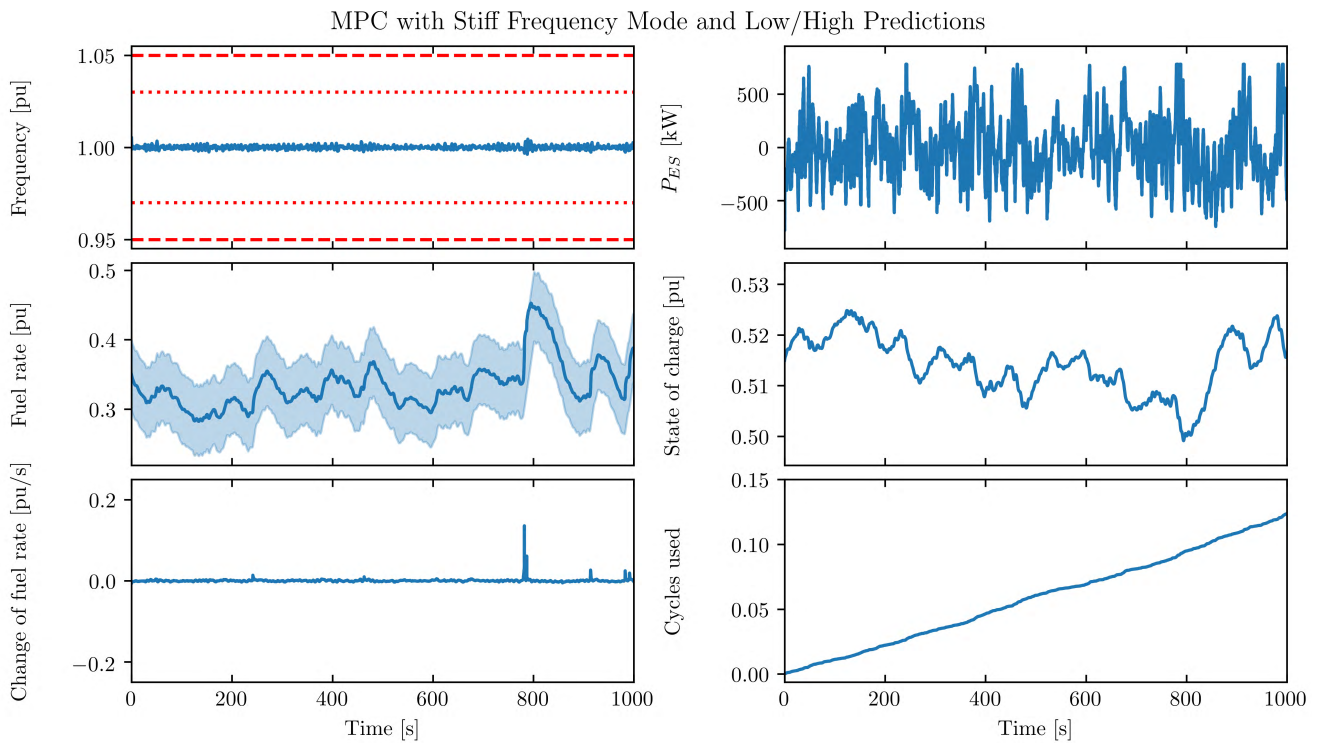 MPC with Stiff Frequency Mode and Low/High Predictions
Frequency [pu]
1.05
1.00
0.95
P_ES [kW]
500
0
−500
Fuel rate [pu]
0.5
0.4
0.3
State of charge [pu]
0.53
0.52
0.51
0.50
Change of fuel rate [pu/s]
0.2
0.0
−0.2
0 200 400 600 800 1000
Time [s]
Cycles used
0.15
0.10
0.05
0.00
0 200 400 600 800 1000
Time [s]